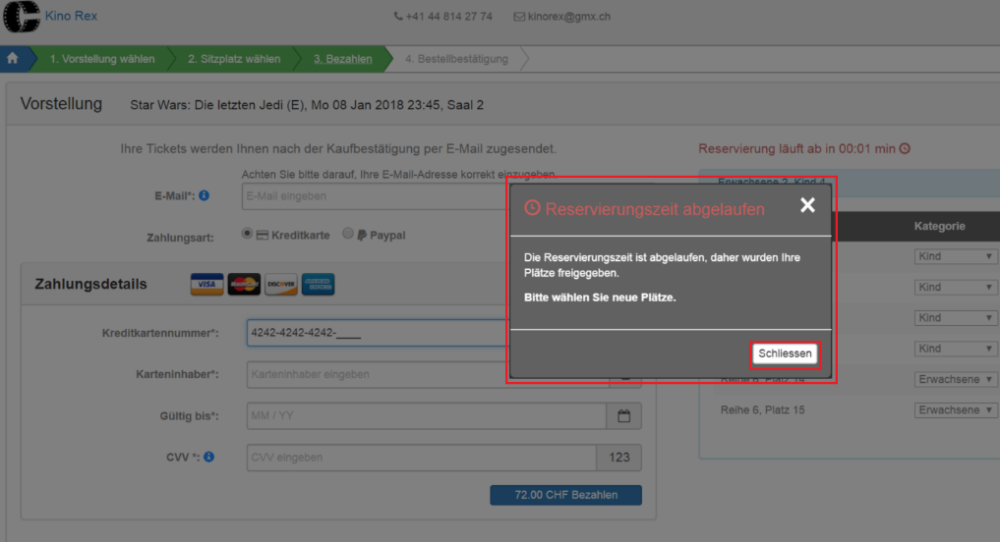 Kino Rex
+41 44 814 27 74 kinorex@gmx.ch
1. Vorstellung wählen 2. Sitzplatz wählen 3. Bezahlen 4. Bestellbestätigung
Vorstellung Star Wars: Die letzten Jedi (E), Mo 08 Jan 2018 23:45, Saal 2
Ihre Tickets werden Ihnen nach der Kaufbestätigung per E-Mail zugesendet.
Reservierung läuft ab in 00:01 min
Achten Sie bitte darauf, Ihre E-Mail-Adresse korrekt einzugeben.
E-Mail*: E-Mail eingeben
Zahlungsart: Kreditkarte Paypal
Zahlungsdetails VISA MasterCard DISCOVER AMERICAN EXPRESS
Kreditkartennummer*: 4242-4242-4242-____
Karteninhaber*: Karteninhaber eingeben
Gültig bis*: MM / YY
CVV *: CVV eingeben 123
72.00 CHF Bezahlen
Erwachsene 2, Kind 4
Kategorie
Kind
Kind
Kind
Kind
Reihe 6, Platz 14 Erwachsene
Reihe 6, Platz 15 Erwachsene
Reservierungszeit abgelaufen
Die Reservierungszeit ist abgelaufen, daher wurden Ihre
Plätze freigegeben.
Bitte wählen Sie neue Plätze.
Schliessen